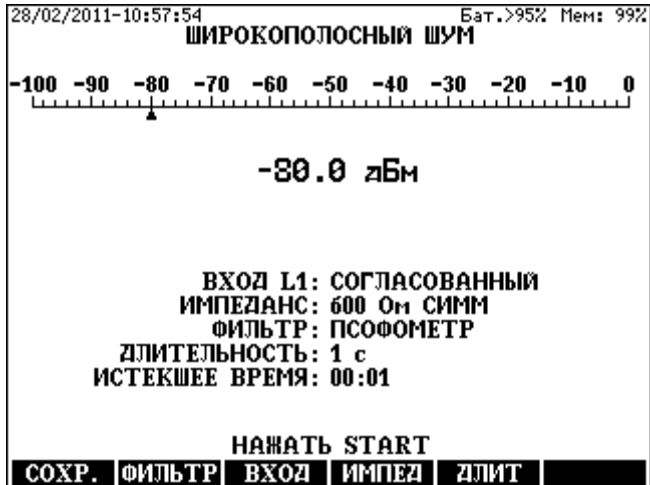 28/02/2011-10:57:54 Бат.>95% Мем: 99%
ШИРОКОПОЛОСНЫЙ ШУМ
-100 -90 -80 -70 -60 -50 -40 -30 -20 -10 0
-80.0 дБм
ВХОД L1: СОГЛАСОВАННЫЙ
ИМПЕДАНС: 600 Ом СИММ
ФИЛЬТР: ПСОФОМЕТР
ДЛИТЕЛЬНОСТЬ: 1 с
ИСТЕКШЕЕ ВРЕМЯ: 00:01
НАЖАТЬ START
СОХР. ФИЛЬТР ВХОД ИМПЕД ДЛИТ